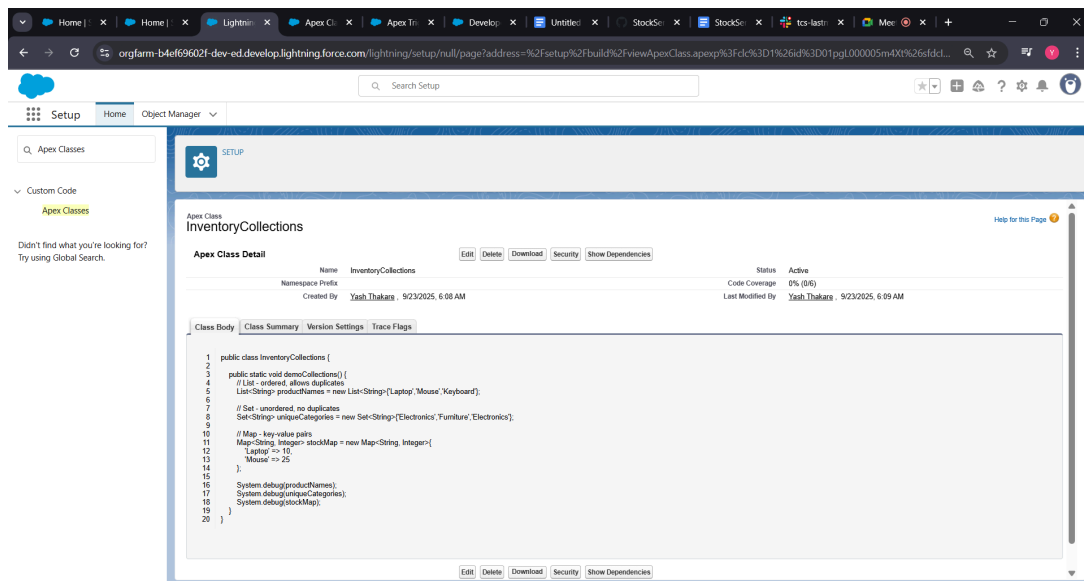 Home | S
Home | S
Lightnin
Apex Cla
Apex Tri
Develop
Untitled
StockSer
StockSer
tcs-lastm
Meet
orgfarm-b4ef69602f-dev-ed.develop.lightning.force.com/lightning/setup/null/page?address=%2Fsetup%2Fbuild%2FviewApexClass.apexp%3Flc%3D1%26id%3D01pgL000005m4Xt%26sfdcI...
Y
Search Setup
Setup
Home
Object Manager
Apex Classes
Custom Code
Apex Classes
Didn't find what you're looking for?
Try using Global Search.
SETUP
Apex Class
InventoryCollections
Help for this Page
Apex Class Detail
Edit Delete Download Security Show Dependencies
Name InventoryCollections Status Active
Namespace Prefix Code Coverage 0% (0/6)
Created By Yash Thakare , 9/23/2025, 6:08 AM Last Modified By Yash Thakare , 9/23/2025, 6:09 AM
Class Body Class Summary Version Settings Trace Flags
1 public class InventoryCollections {
2
3 public static void demoCollections() {
4 // List - ordered, allows duplicates
5 List<String> productNames = new List<String>{'Laptop','Mouse','Keyboard'};
6
7 // Set - unordered, no duplicates
8 Set<String> uniqueCategories = new Set<String>{'Electronics','Furniture','Electronics'};
9
10 // Map - key-value pairs
11 Map<String, Integer> stockMap = new Map<String, Integer>{
12 'Laptop' => 10,
13 'Mouse' => 25
14 };
15
16 System.debug(productNames);
17 System.debug(uniqueCategories);
18 System.debug(stockMap);
19 }
20 }
Edit Delete Download Security Show Dependencies